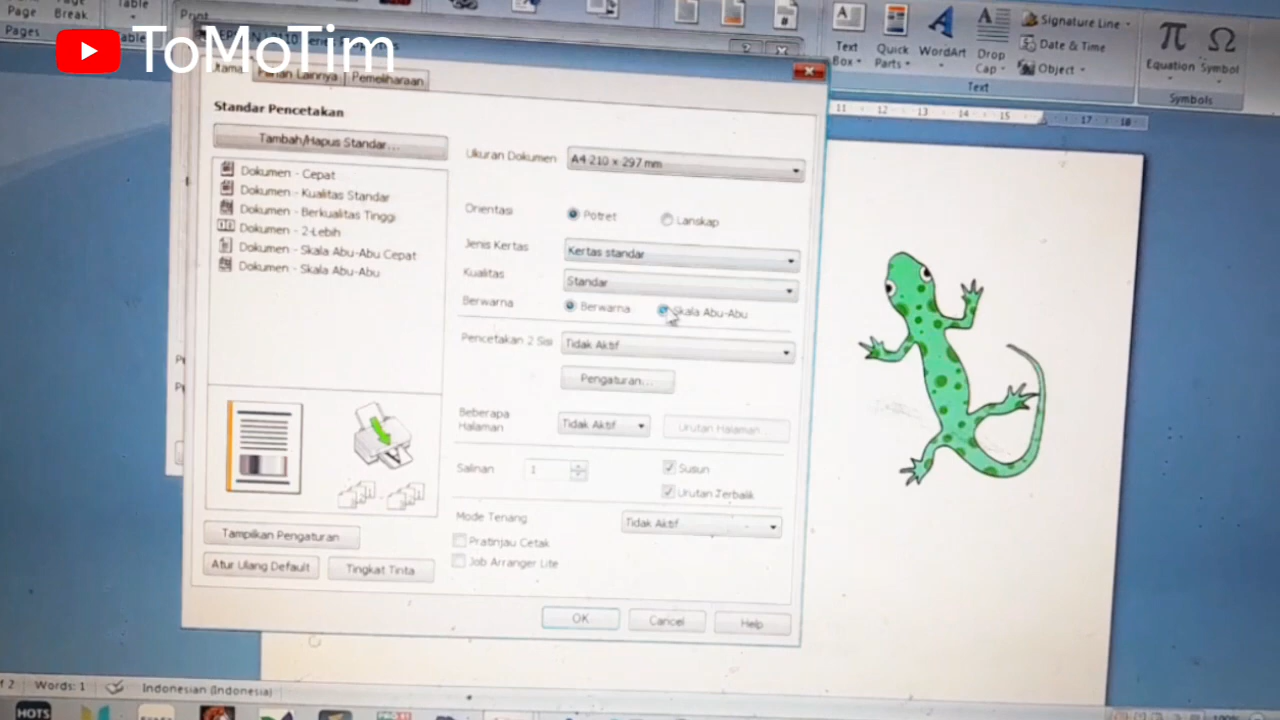 Page
Break
Table
Pages
Print
ToMoTim
Text
Box
Quick
Parts
WordArt
Drop
Cap
Signature Line
Date & Time
Object
Text
Equation
Symbol
Symbols
Utama
Pilihan Lainnya
Pemeliharaan
11 12 13 14 15 17 18
Standar Pencetakan
Tambah/Hapus Standar...
Dokumen - Cepat
Dokumen - Kualitas Standar
Dokumen - Berkualitas Tinggi
Dokumen - 2-Lebih
Dokumen - Skala Abu-Abu Cepat
Dokumen - Skala Abu-Abu
Ukuran Dokumen
A4 210 x 297 mm
Orientasi
Potret
Lanskap
Jenis Kertas
Kertas standar
Kualitas
Standar
Berwarna
Berwarna
Skala Abu-Abu
Pencetakan 2 Sisi
Tidak Aktif
Pengaturan...
Beberapa
Halaman
Tidak Aktif
Urutan Halaman...
Salinan
1
Susun
Urutan Terbalik
Mode Tenang
Tidak Aktif
Pratinjau Cetak
Job Arranger Lite
Tampilkan Pengaturan
Atur Ulang Default
Tingkat Tinta
OK
Cancel
Help
f 2
Words: 1
Indonesian (Indonesia)
HOTS